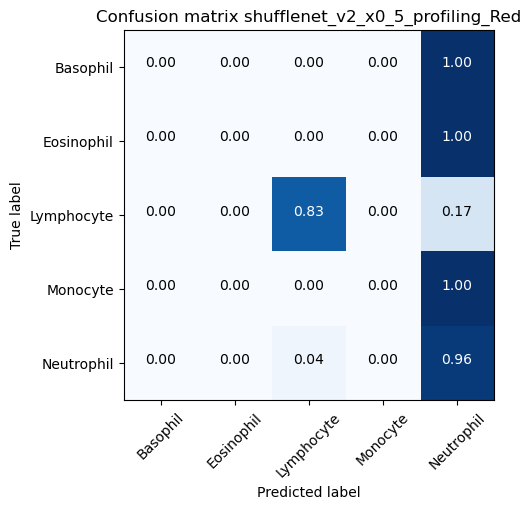 Confusion matrix shufflenet_v2_x0_5_profiling_Red
True label
Basophil 0.00 0.00 0.00 0.00 1.00
Eosinophil 0.00 0.00 0.00 0.00 1.00
Lymphocyte 0.00 0.00 0.83 0.00 0.17
Monocyte 0.00 0.00 0.00 0.00 1.00
Neutrophil 0.00 0.00 0.04 0.00 0.96
Basophil Eosinophil Lymphocyte Monocyte Neutrophil
Predicted label